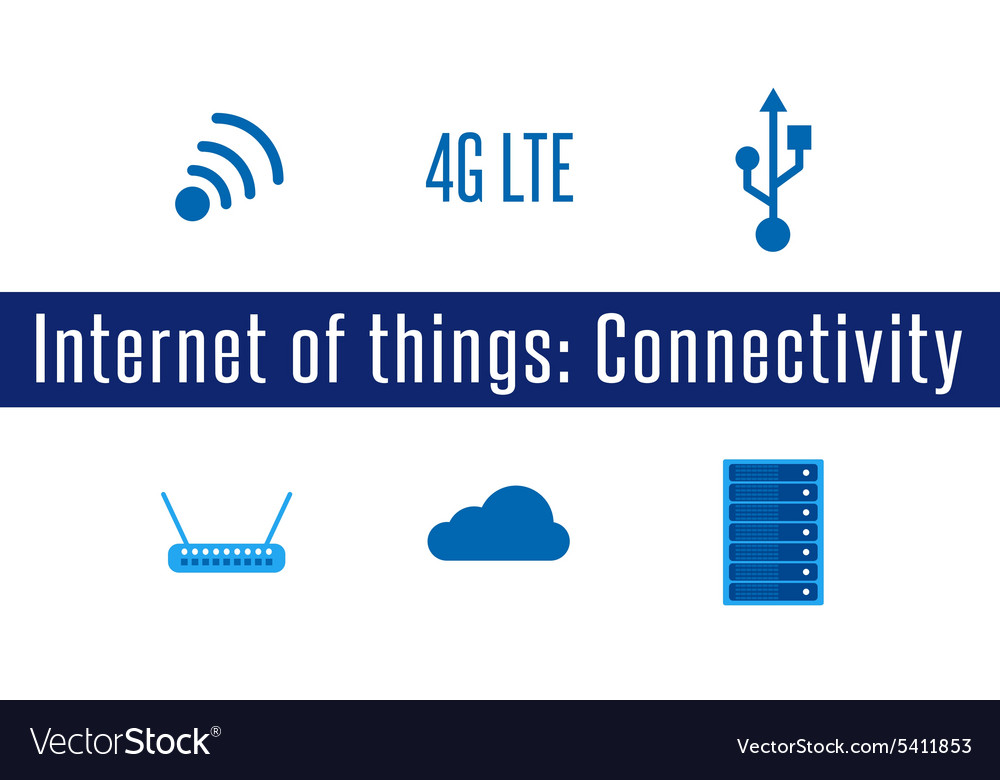 4G LTE
Internet of things: Connectivity
VectorStock®
VectorStock.com/5411853